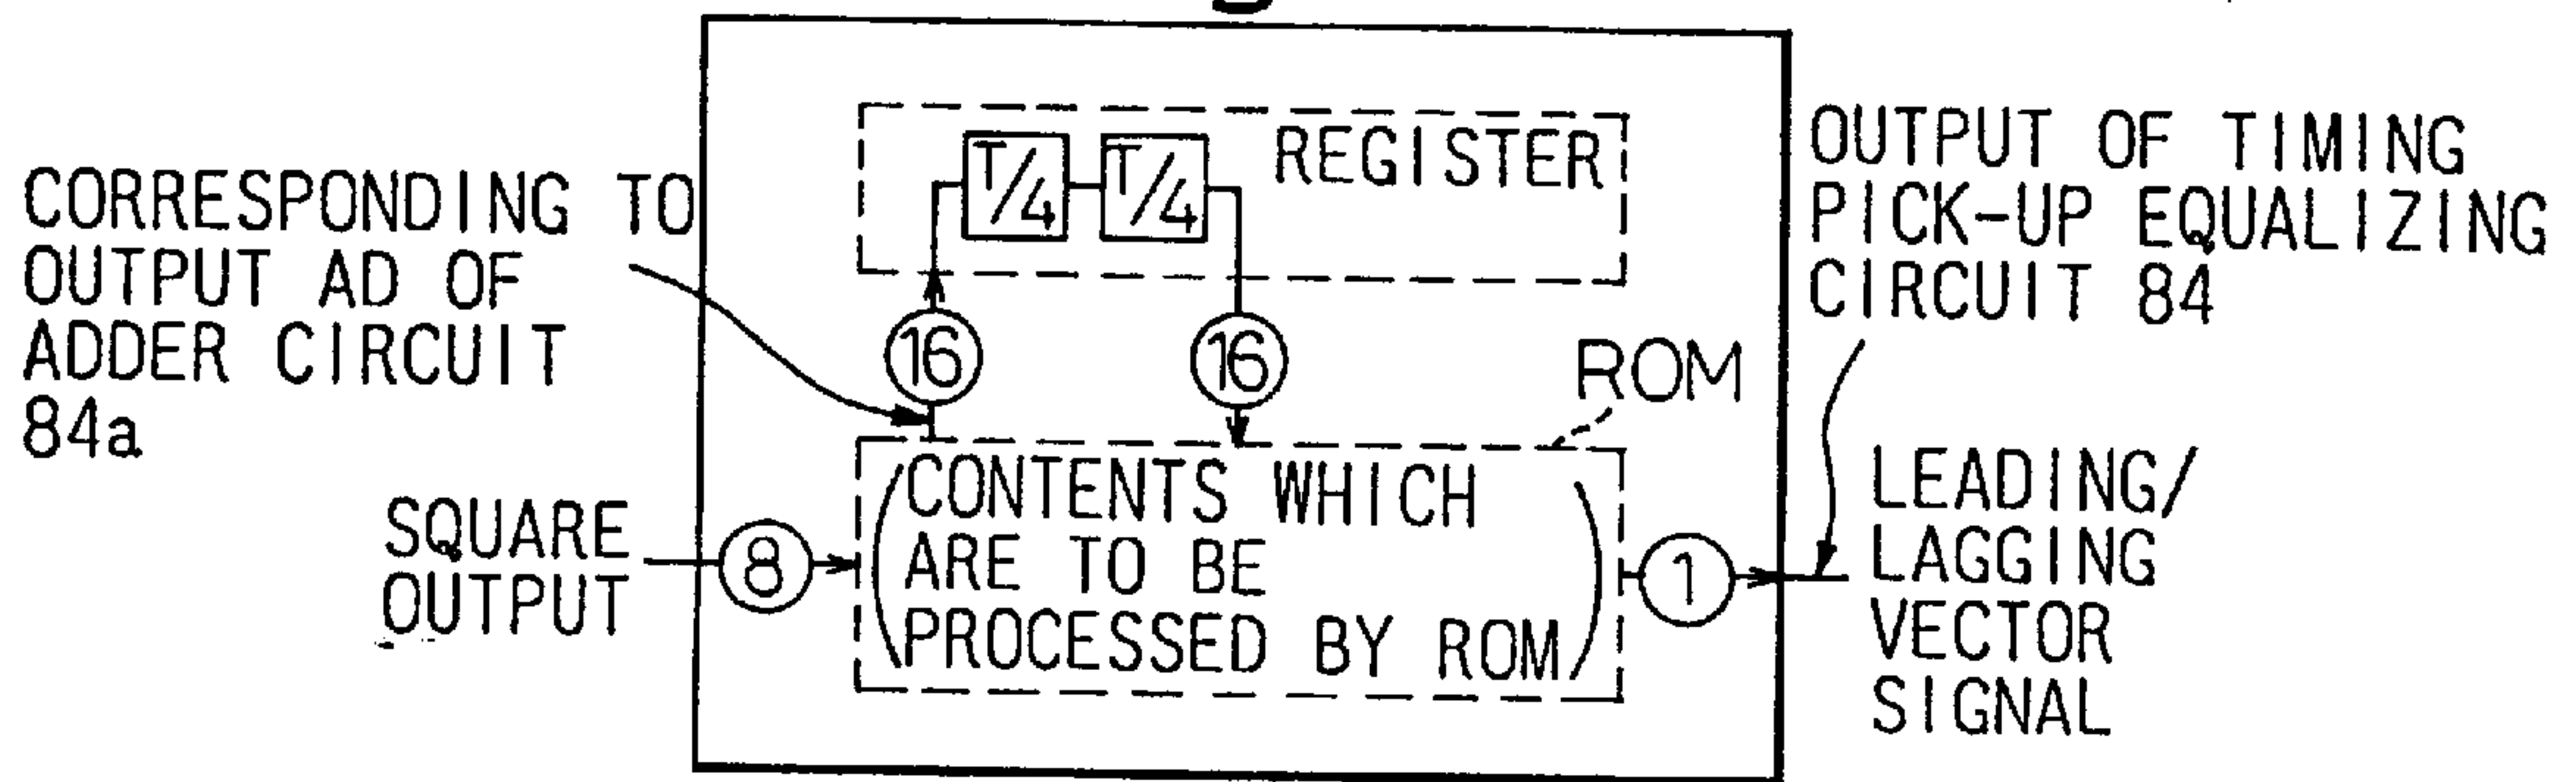 CORRESPONDING TO
OUTPUT AD OF
ADDER CIRCUIT
84a
SQUARE
OUTPUT
8
T/4
T/4
REGISTER
16
16
ROM
CONTENTS WHICH
ARE TO BE
PROCESSED BY ROM
1
OUTPUT OF TIMING
PICK-UP EQUALIZING
CIRCUIT 84
LEADING/
LAGGING
VECTOR
SIGNAL